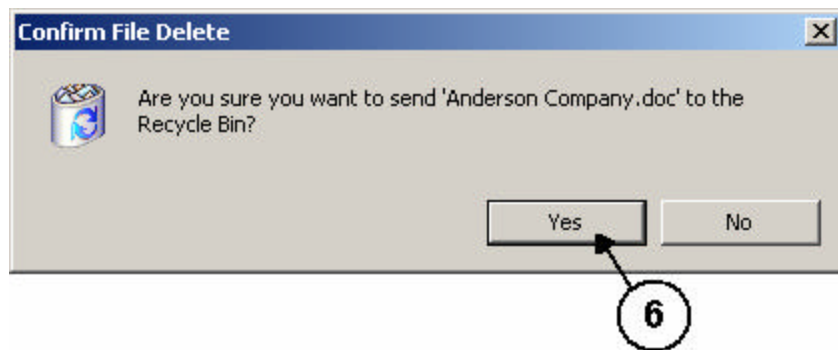 Confirm File Delete
Are you sure you want to send 'Anderson Company.doc' to the
Recycle Bin?
Yes No
6